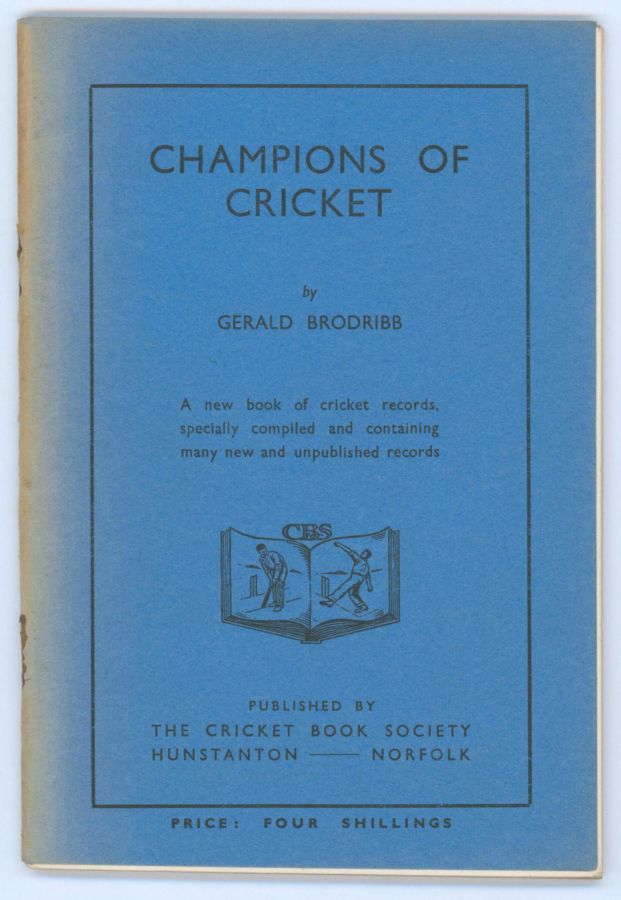 CHAMPIONS OF
CRICKET
by
GERALD BRODRIBB
A new book of cricket records,
specially compiled and containing
many new and unpublished records
CBS
PUBLISHED BY
THE CRICKET BOOK SOCIETY
HUNSTANTON —— NORFOLK
PRICE: FOUR SHILLINGS